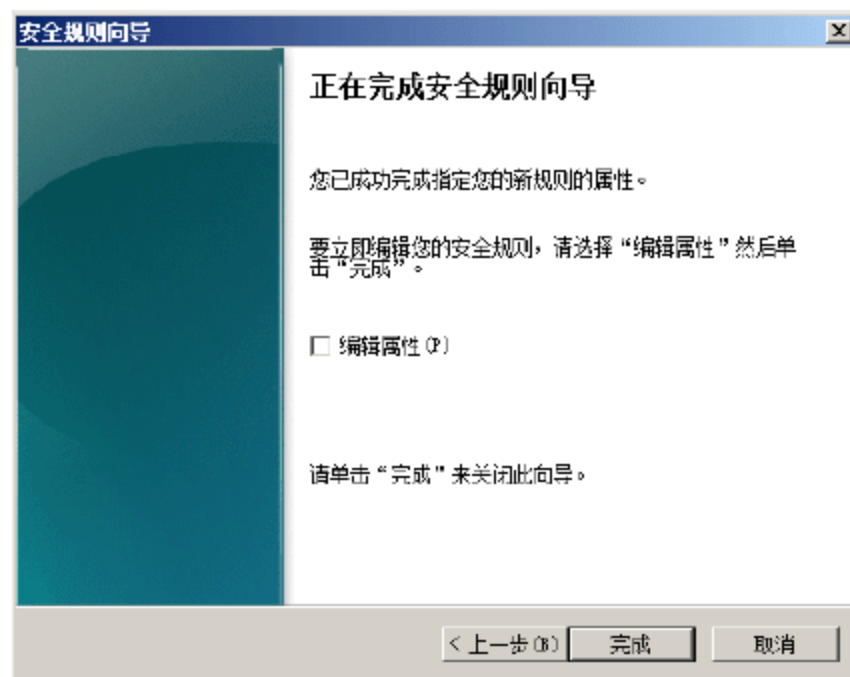 安全规则向导
正在完成安全规则向导
您已成功完成指定您的新规则的属性。
要立即编辑您的安全规则，请选择“编辑属性”然后单
击“完成”。
编辑属性(P)
请单击“完成”来关闭此向导。
<上一步(B) 完成 取消